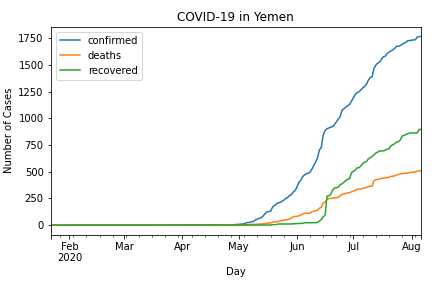 COVID-19 in Yemen
confirmed
deaths
recovered
Number of Cases
1750
1500
1250
1000
750
500
250
0
Feb Mar Apr May Jun Jul Aug
2020
Day